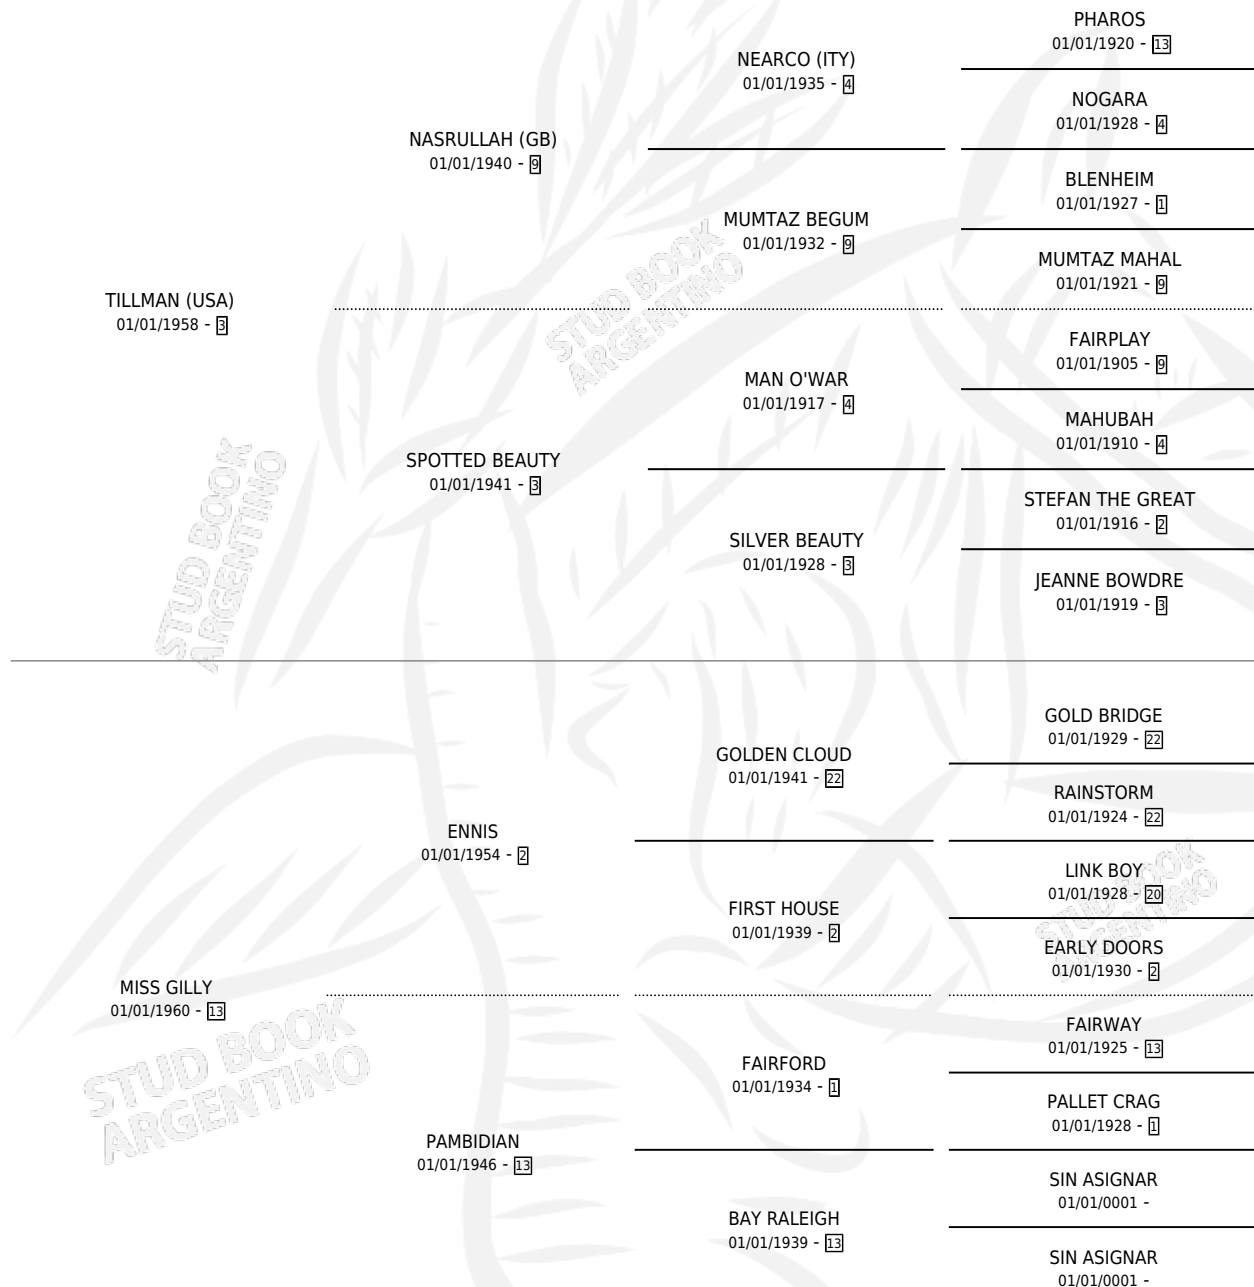 PHAROS
01/01/1920 - 13
NEARCO (ITY)
01/01/1935 - 4
NOGARA
01/01/1928 - 4
NASRULLAH (GB)
01/01/1940 - 9
BLENHEIM
01/01/1927 - 1
MUMTAZ BEGUM
01/01/1932 - 9
MUMTAZ MAHAL
01/01/1921 - 9
STUD BOOK
ARGENTINO
TILLMAN (USA)
01/01/1958 - 3
FAIRPLAY
01/01/1905 - 9
MAN O'WAR
01/01/1917 - 4
MAHUBAH
01/01/1910 - 4
SPOTTED BEAUTY
01/01/1941 - 3
STEFAN THE GREAT
01/01/1916 - 2
SILVER BEAUTY
01/01/1928 - 3
JEANNE BOWDRE
01/01/1919 - 3
STUD BOOK
ARGENTINO
GOLD BRIDGE
01/01/1929 - 22
GOLDEN CLOUD
01/01/1941 - 22
RAINSTORM
01/01/1924 - 22
ENNIS
01/01/1954 - 2
LINK BOY
01/01/1928 - 20
FIRST HOUSE
01/01/1939 - 2
EARLY DOORS
01/01/1930 - 2
STUD BOOK
ARGENTINO
MISS GILLY
01/01/1960 - 13
FAIRWAY
01/01/1925 - 13
FAIRFORD
01/01/1934 - 1
PALLET CRAG
01/01/1928 - 1
STUD BOOK
ARGENTINO
PAMBIDIAN
01/01/1946 - 13
SIN ASIGNAR
01/01/0001 -
BAY RALEIGH
01/01/1939 - 13
SIN ASIGNAR
01/01/0001 -